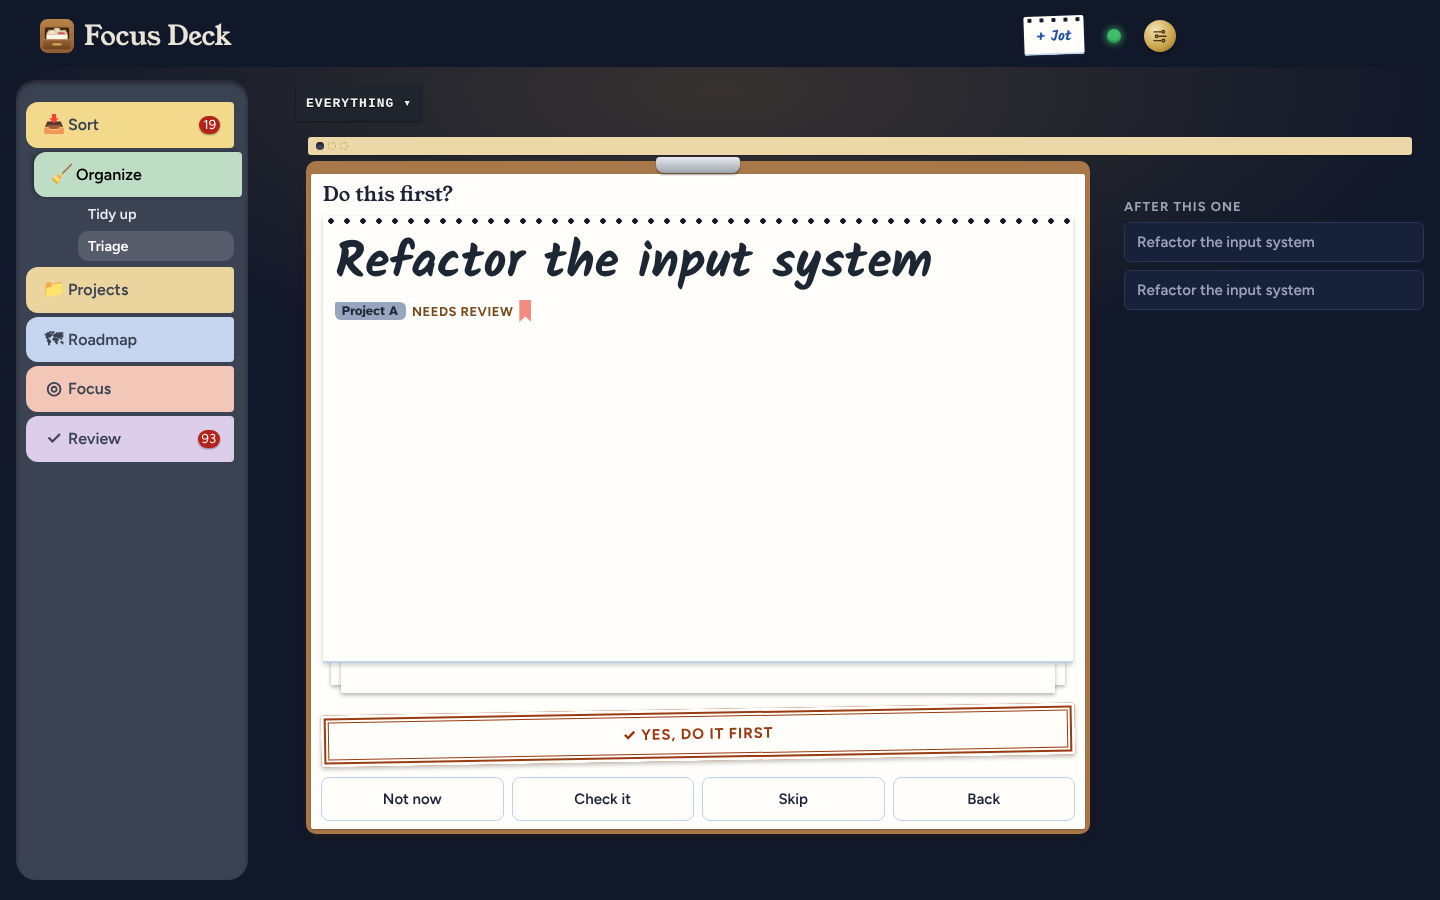 Focus Deck
+ Jot
Sort 19
Organize
Tidy up
Triage
Projects
Roadmap
Focus
Review 93
EVERYTHING ▾
Do this first?
Refactor the input system
Project A NEEDS REVIEW
✓ YES, DO IT FIRST
Not now
Check it
Skip
Back
AFTER THIS ONE
Refactor the input system
Refactor the input system